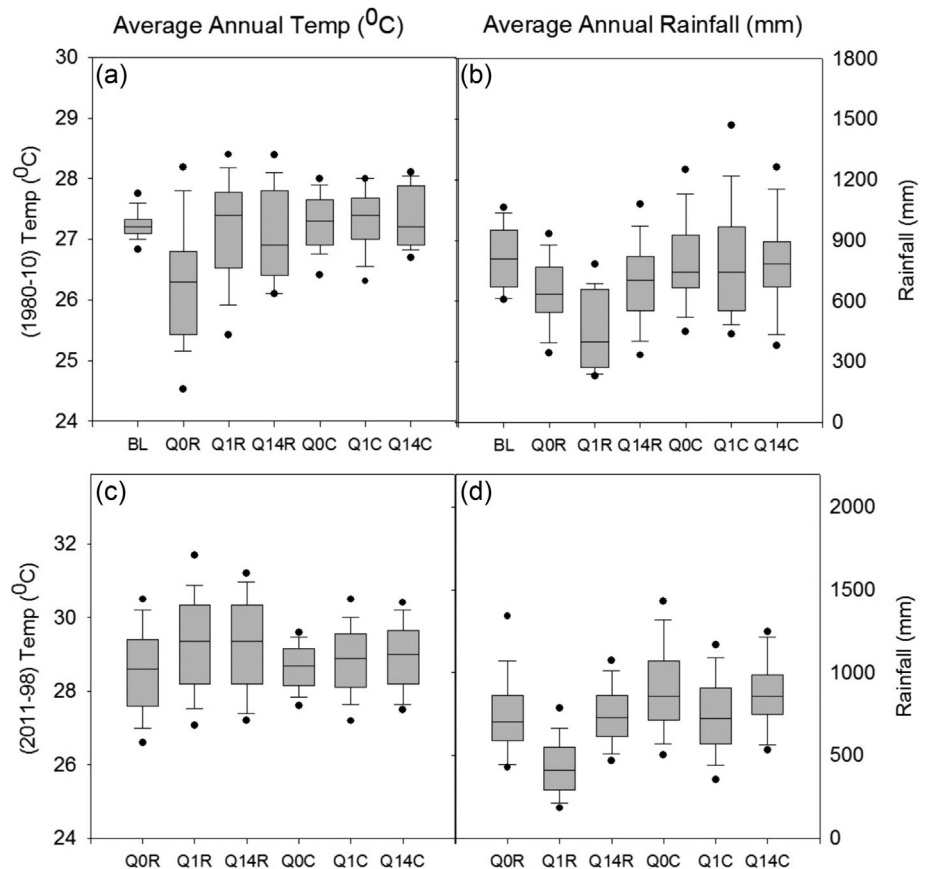 Average Annual Temp (⁰C)
Average Annual Rainfall (mm)
(a)
(1980-10) Temp (⁰C)
30
29
28
27
26
25
24
BL Q0R Q1R Q14R Q0C Q1C Q14C
(b)
1800
1500
1200
900
600
300
0
Rainfall (mm)
BL Q0R Q1R Q14R Q0C Q1C Q14C
(c)
(2011-98) Temp (⁰C)
32
30
28
26
24
Q0R Q1R Q14R Q0C Q1C Q14C
(d)
2000
1500
1000
500
0
Rainfall (mm)
Q0R Q1R Q14R Q0C Q1C Q14C